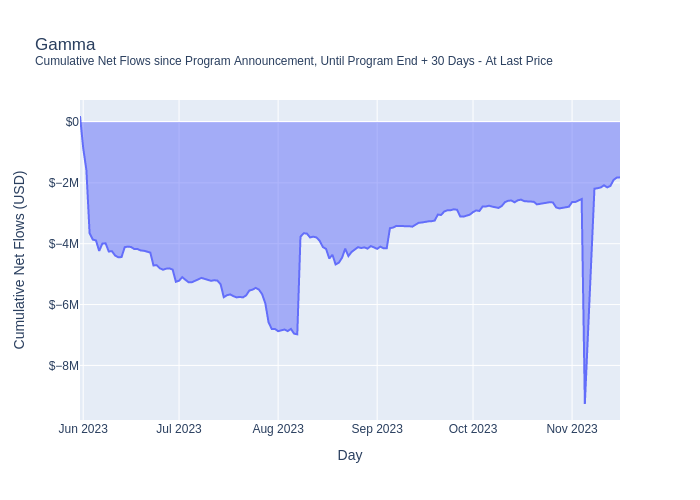 Gamma
Cumulative Net Flows since Program Announcement, Until Program End + 30 Days - At Last Price
Cumulative Net Flows (USD)
$0
$−2M
$−4M
$−6M
$−8M
Jun 2023
Jul 2023
Aug 2023
Sep 2023
Oct 2023
Nov 2023
Day